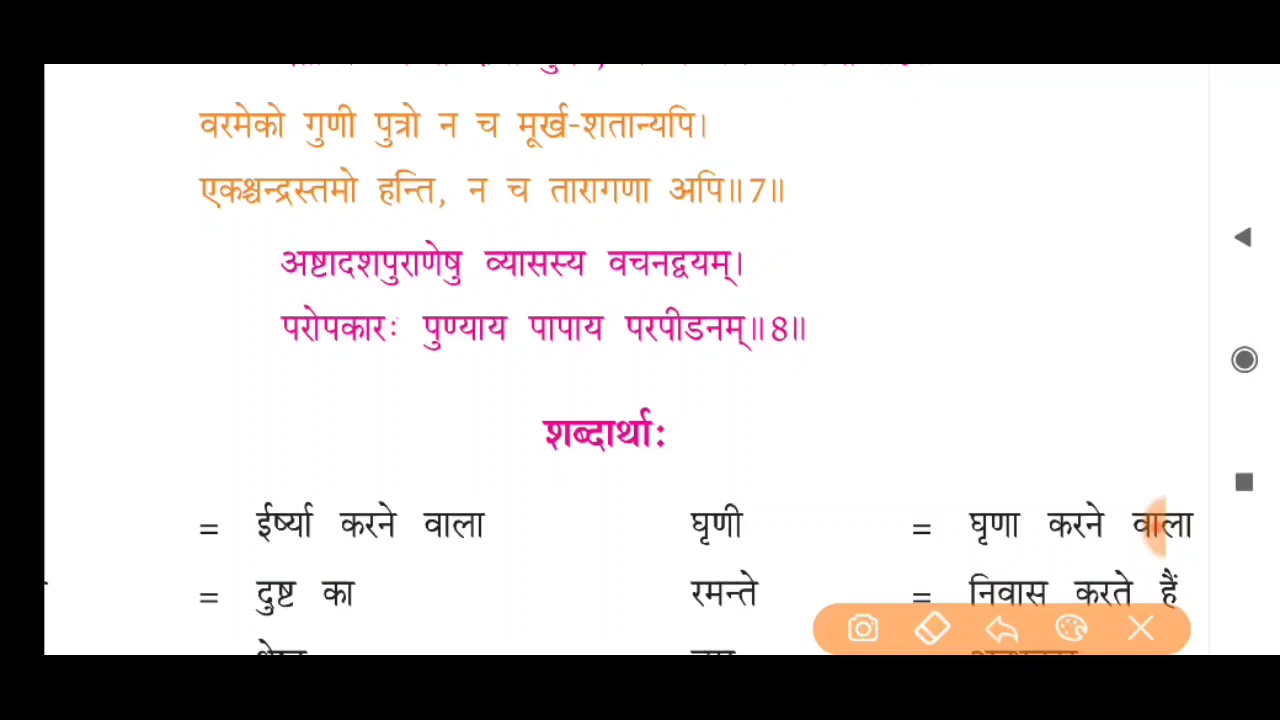 वरमेको गुणी पुत्रो न च मूर्ख-शतान्यपि।
एकश्चन्द्रस्तमो हन्ति, न च तारागणा अपि॥7॥
अष्टादशपुराणेषु व्यासस्य वचनद्वयम्।
परोपकारः पुण्याय पापाय परपीडनम्॥8॥
शब्दार्थाः
= ईर्ष्या करने वाला घृणी = घृणा करने वाला
= दुष्ट का रमन्ते = निवास करते हैं